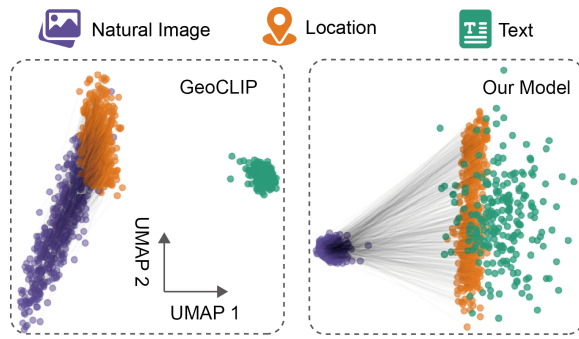 Natural Image
Location
Text
GeoCLIP
Our Model
UMAP 2
UMAP 1